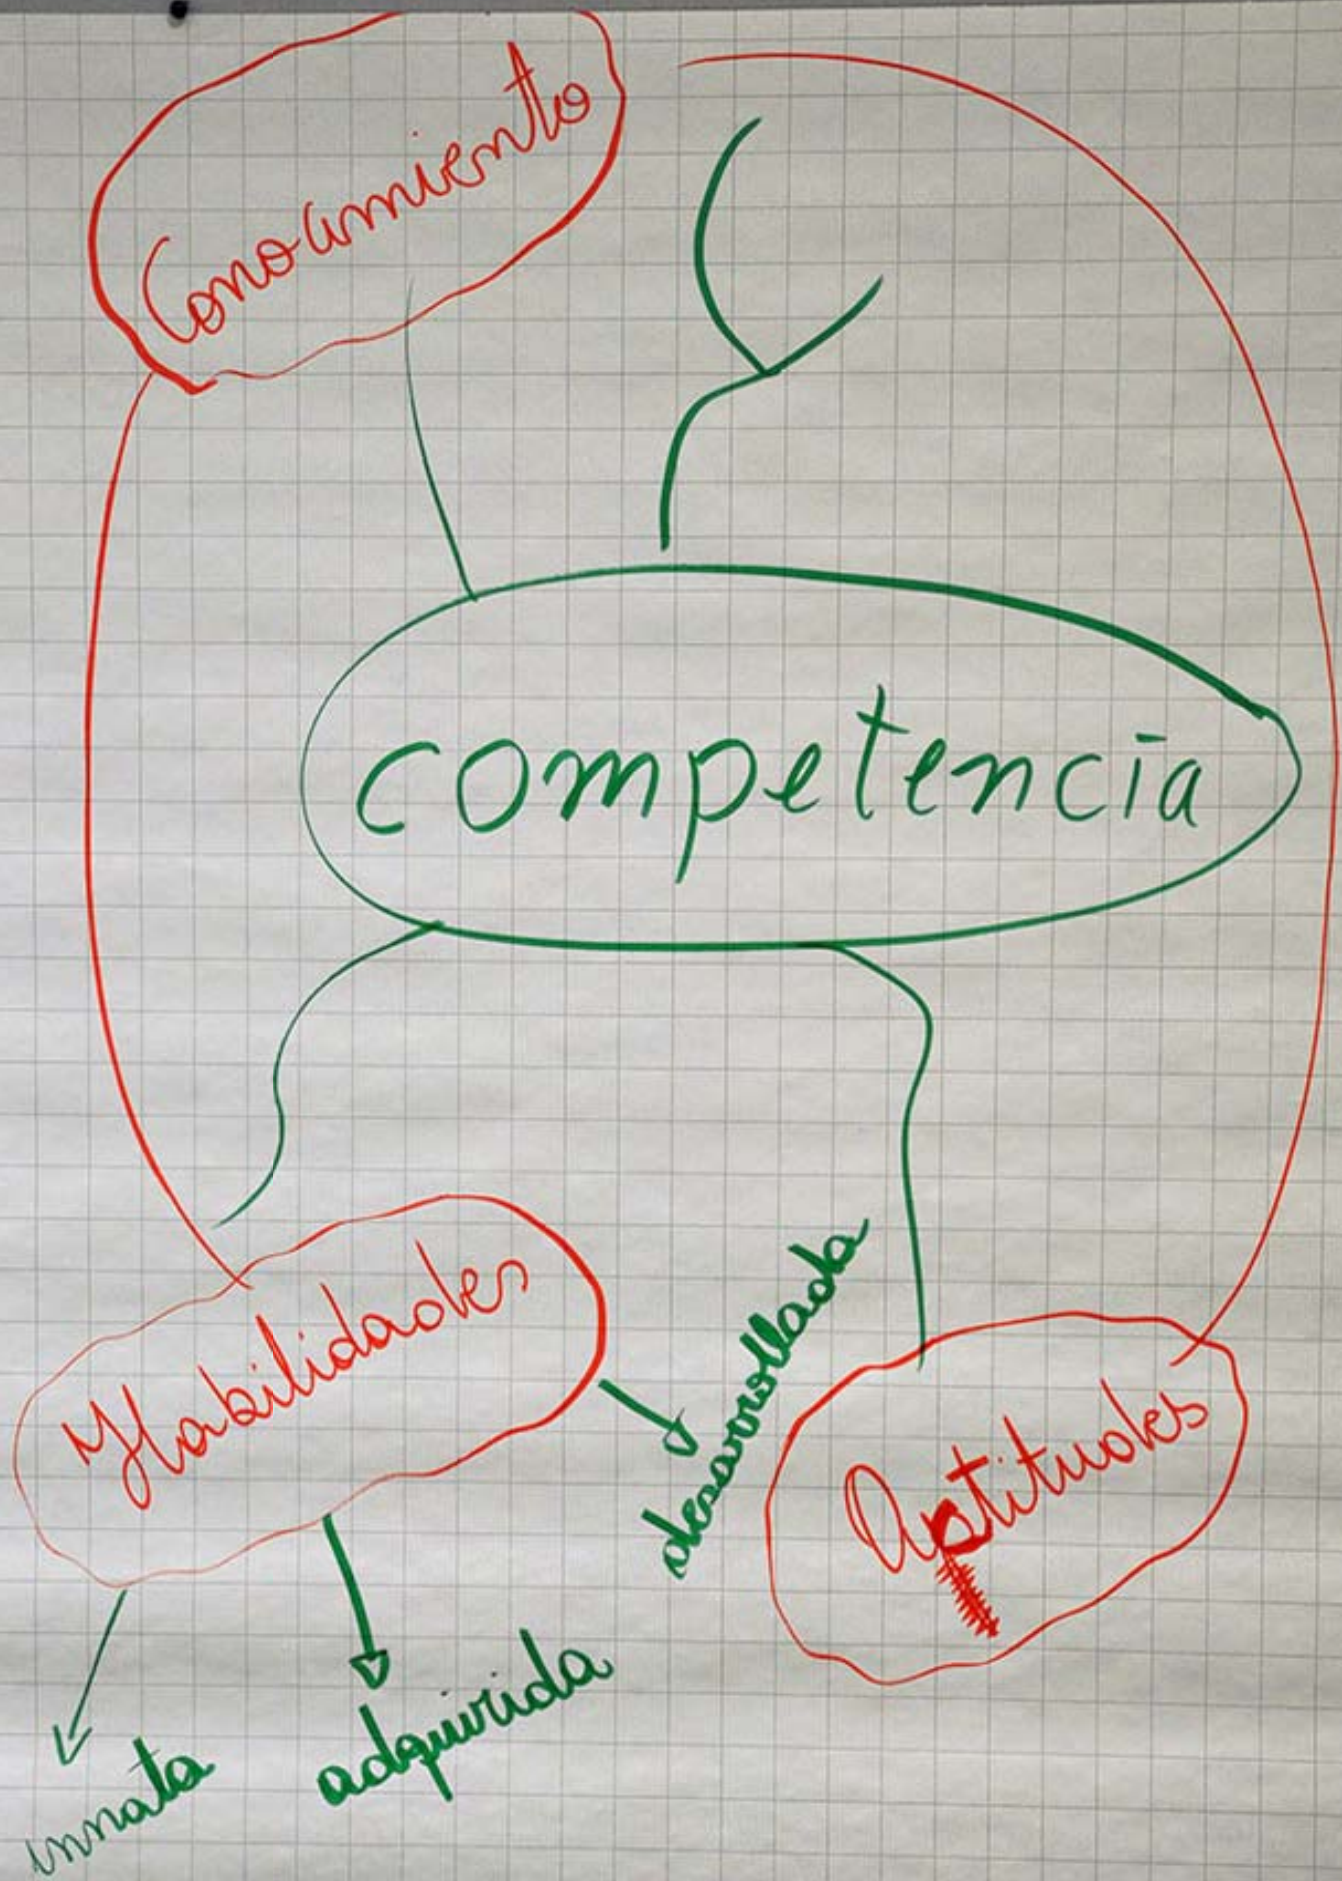 Conocimiento
competencia
Habilidades
desarrollada
Aptitudes
adquirida
innata